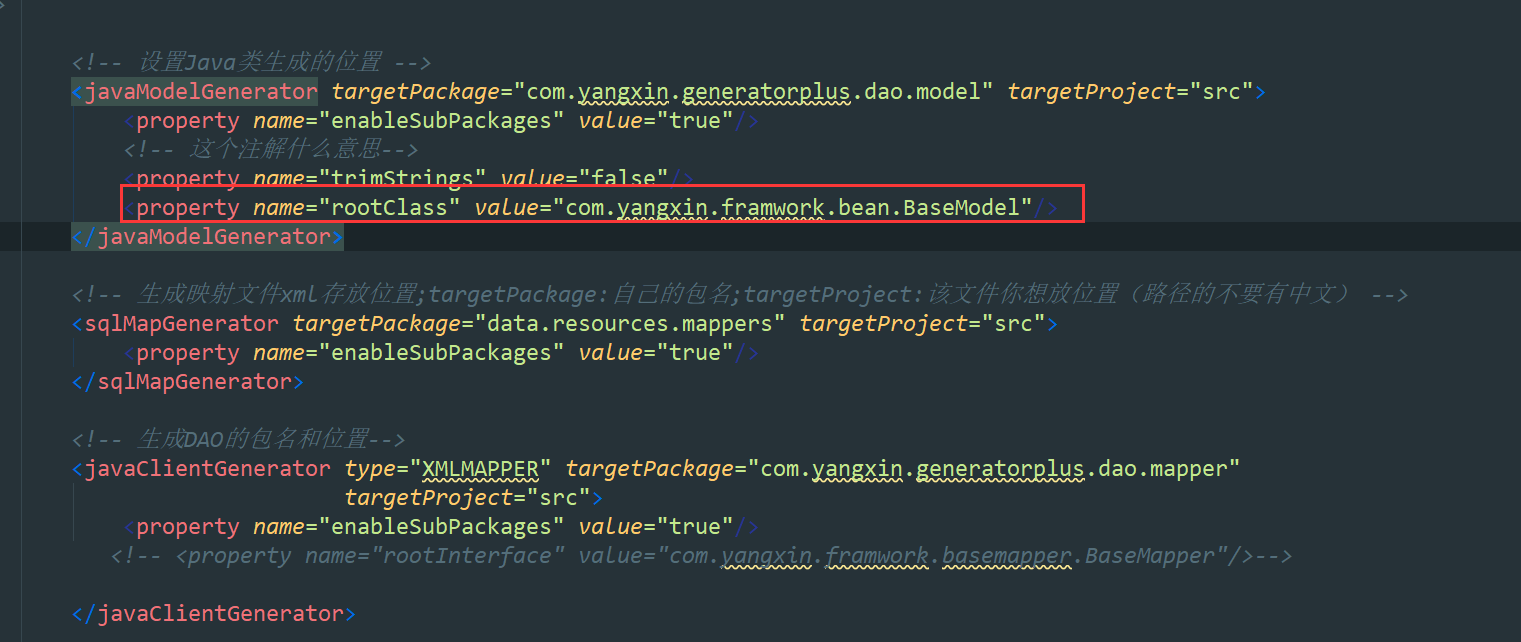 <!-- 设置Java类生成的位置 -->
<javaModelGenerator targetPackage="com.yangxin.generatorplus.dao.model" targetProject="src">
<property name="enableSubPackages" value="true"/>
<!-- 这个注解什么意思-->
<property name="trimStrings" value="false"/>
<property name="rootClass" value="com.yangxin.framwork.bean.BaseModel"/>
</javaModelGenerator>
<!-- 生成映射文件xml存放位置;targetPackage:自己的包名;targetProject:该文件你想放位置（路径的不要有中文） -->
<sqlMapGenerator targetPackage="data.resources.mappers" targetProject="src">
<property name="enableSubPackages" value="true"/>
</sqlMapGenerator>
<!-- 生成DAO的包名和位置-->
<javaClientGenerator type="XMLMAPPER" targetPackage="com.yangxin.generatorplus.dao.mapper"
targetProject="src">
<property name="enableSubPackages" value="true"/>
<!-- <property name="rootInterface" value="com.yangxin.framwork.basemapper.BaseMapper"/>-->
</javaClientGenerator>